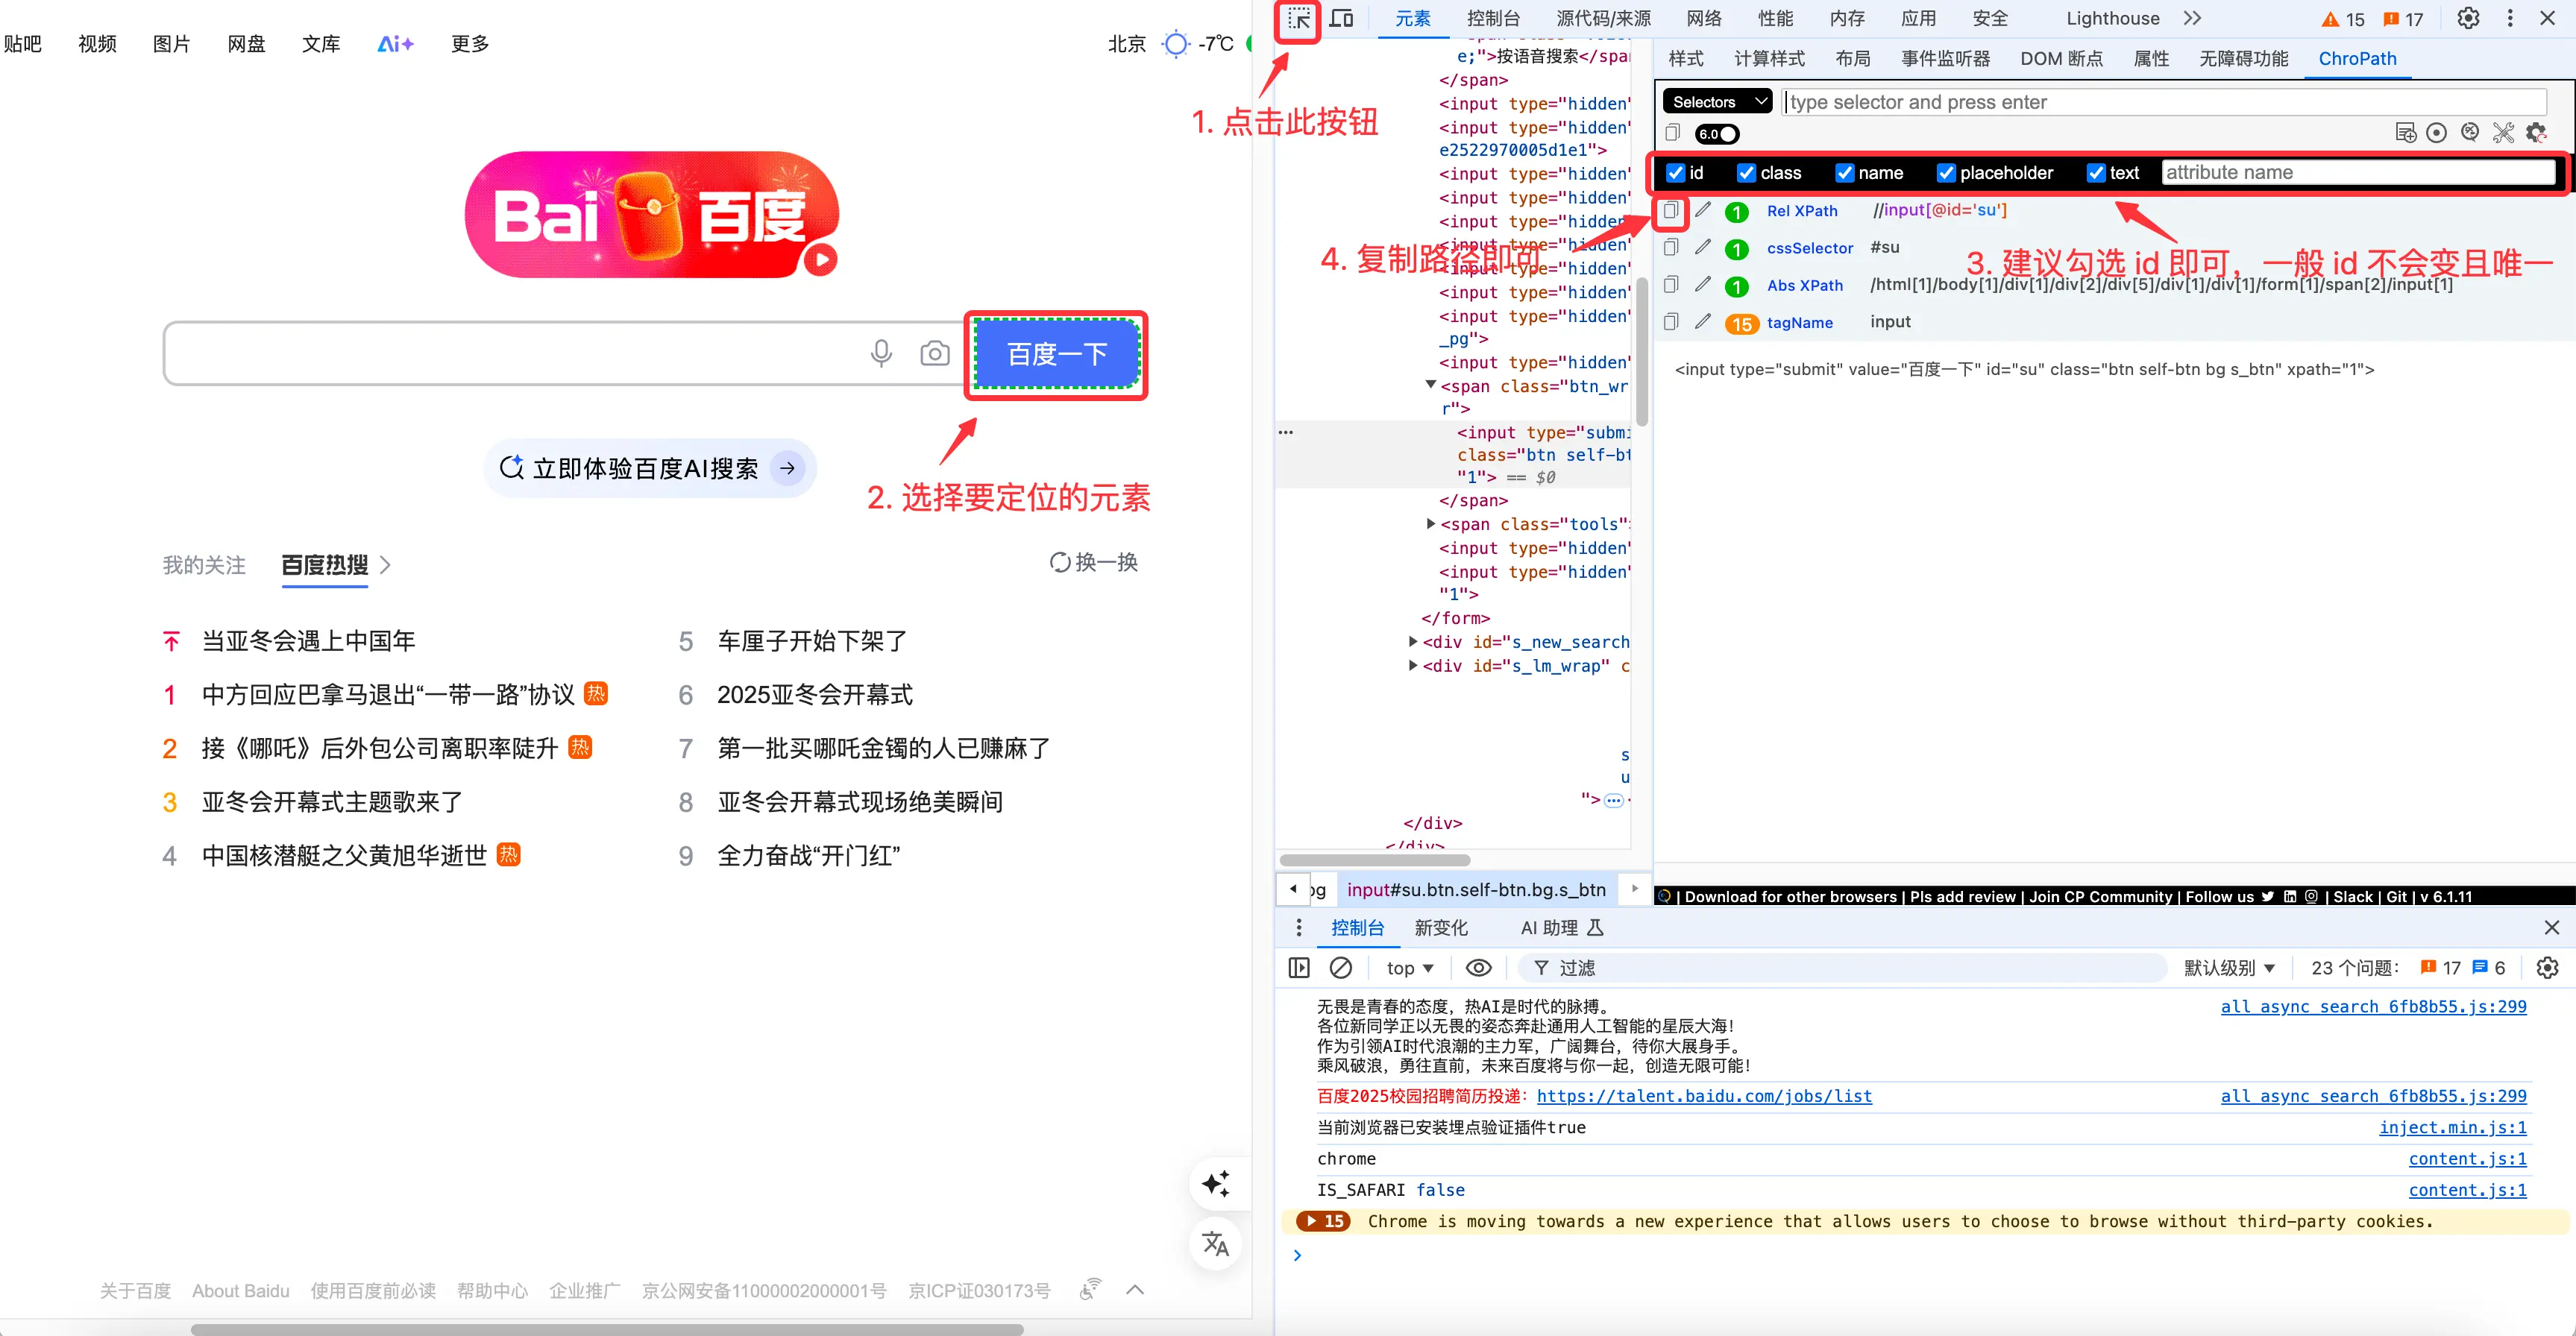 贴吧 视频 图片 网盘 文库 Ai+ 更多
北京 -7℃
Bai 百度
百度一下
2. 选择要定位的元素
立即体验百度AI搜索
我的关注 百度热搜
换一换
当亚冬会遇上中国年
1 中方回应巴拿马退出“一带一路”协议 热
2 接《哪吒》后外包公司离职率陡升 热
3 亚冬会开幕式主题歌来了
4 中国核潜艇之父黄旭华逝世 热
5 车厘子开始下架了
6 2025亚冬会开幕式
7 第一批买哪吒金镯的人已赚麻了
8 亚冬会开幕式现场绝美瞬间
9 全力奋战“开门红”
关于百度 About Baidu 使用百度前必读 帮助中心 企业推广 京公网安备11000002000001号 京ICP证030173号
元素 控制台 源代码/来源 网络 性能 内存 应用 安全 Lighthouse 15 17
1. 点击此按钮
e;">按语音搜索</spa
</span>
<input type="hidden"
<input type="hidden"
e2522970005d1e1">
<input type="hidden"
<input type="hidden"
<input type="hidden"
4. 复制路径即可
<input type="hidden"
<input type="hidden"
_pg">
<input type="hidden"
<span class="btn_wr
r">
<input type="submi
class="btn self-bt
"1"> == $0
</span>
<span class="tools"
<input type="hidden"
<input type="hidden"
"1">
</form>
<div id="s_new_search
<div id="s_lm_wrap" c
s
u
">
</div>
</div>
input#su.btn.self-btn.bg.s_btn
样式 计算样式 布局 事件监听器 DOM 断点 属性 无障碍功能 ChroPath
Selectors type selector and press enter
6.0
id class name placeholder text attribute name
1 Rel XPath //input[@id='su']
1 cssSelector #su
3. 建议勾选 id 即可，一般 id 不会变且唯一
1 Abs XPath /html[1]/body[1]/div[1]/div[2]/div[5]/div[1]/div[1]/form[1]/span[2]/input[1]
15 tagName input
<input type="submit" value="百度一下" id="su" class="btn self-btn bg s_btn" xpath="1">
| Download for other browsers | Pls add review | Join CP Community | Follow us | Slack | Git | v 6.1.11
控制台 新变化 AI 助理
top 过滤 默认级别 23 个问题： 17 6
无畏是青春的态度，热AI是时代的脉搏。 all_async_search_6fb8b55.js:299
各位新同学正以无畏的姿态奔赴通用人工智能的星辰大海！
作为引领AI时代浪潮的主力军，广阔舞台，待你大展身手。
乘风破浪，勇往直前，未来百度将与你一起，创造无限可能！
百度2025校园招聘简历投递：https://talent.baidu.com/jobs/list all_async_search_6fb8b55.js:299
当前浏览器已安装埋点验证插件true inject.min.js:1
chrome content.js:1
IS_SAFARI false content.js:1
15 Chrome is moving towards a new experience that allows users to choose to browse without third-party cookies.